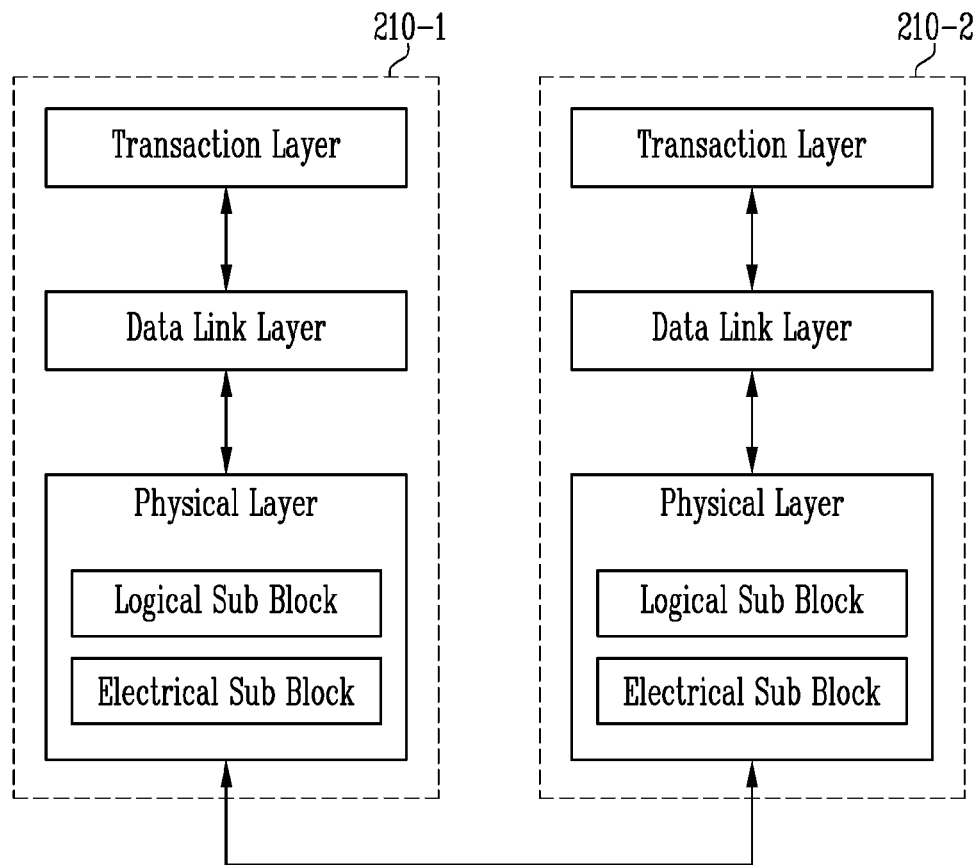 210-1
Transaction Layer
Data Link Layer
Physical Layer
Logical Sub Block
Electrical Sub Block
210-2
Transaction Layer
Data Link Layer
Physical Layer
Logical Sub Block
Electrical Sub Block